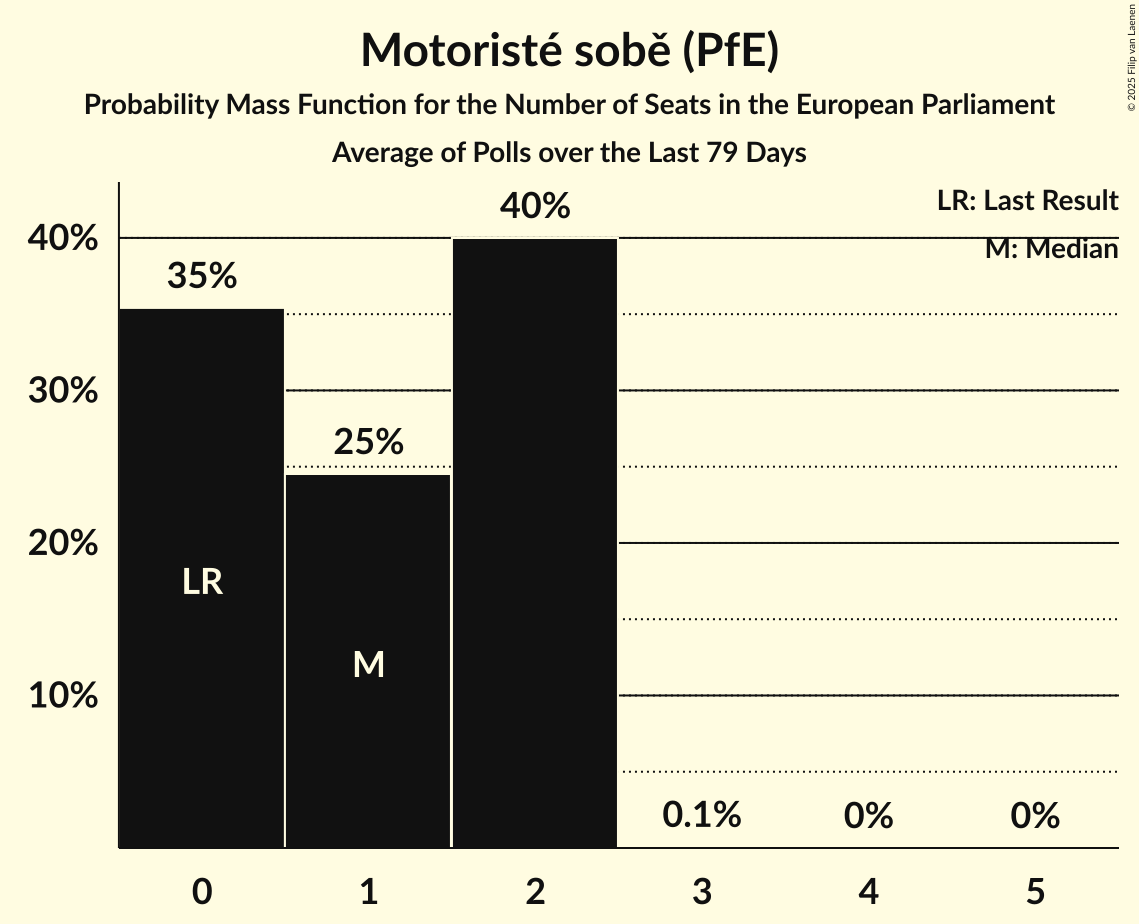 Motoristé sobě (PfE)
Probability Mass Function for the Number of Seats in the European Parliament
Average of Polls over the Last 79 Days
© 2025 Filip van Laenen
LR: Last Result
M: Median
40%
30%
20%
10%
35%
25%
40%
0.1%
0%
0%
LR
M
0
1
2
3
4
5